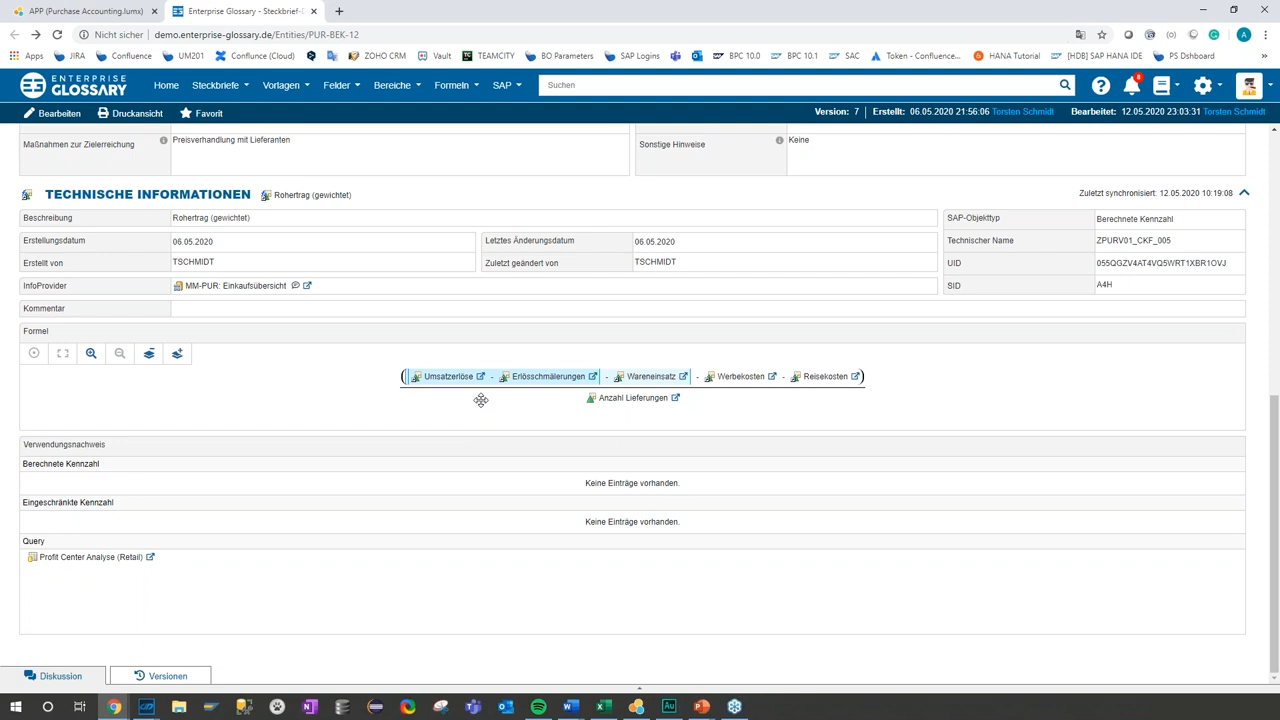 APP (Purchase Accounting.lumx)
Enterprise Glossary - Steckbrief-D
Nicht sicher
demo.enterprise-glossary.de/Entities/PUR-BEK-12
Apps JIRA Confluence UM201 Conflunce (Cloud) ZOHO CRM Vault TEAMCITY BO Parameters SAP Logins BPC 10.0 BPC 10.1 SAC Token - Confluence... HANA Tutorial [HDB] SAP HANA IDE PS Dshboard
ENTERPRISE GLOSSARY Home Steckbriefe Vorlagen Felder Bereiche Formeln SAP Suchen 8
Bearbeiten Druckansicht Favorit Version: 7 Erstellt: 06.05.2020 21:56:06 Torsten Schmidt Bearbeitet: 12.05.2020 23:03:31 Torsten Schmidt
Maßnahmen zur Zielerreichung Preisverhandlung mit Lieferanten Sonstige Hinweise Keine
TECHNISCHE INFORMATIONEN Rohertrag (gewichtet) Zuletzt synchronisiert: 12.05.2020 10:19:08
Beschreibung Rohertrag (gewichtet) SAP-Objekttyp Berechnete Kennzahl
Erstellungsdatum 06.05.2020 Letztes Änderungsdatum 06.05.2020 Technischer Name ZPURV01_CKF_005
Erstellt von TSCHMIDT Zuletzt geändert von TSCHMIDT UID 055QGZV4AT4VQ5WRT1XBR1OVJ
InfoProvider MM-PUR: Einkaufsübersicht SID A4H
Kommentar
Formel
( Umsatzerlöse - Erlösschmälerungen - Wareneinsatz - Werbekosten - Reisekosten )
Anzahl Lieferungen
Verwendungsnachweis
Berechnete Kennzahl
Keine Einträge vorhanden.
Eingeschränkte Kennzahl
Keine Einträge vorhanden.
Query
Profit Center Analyse (Retail)
Diskussion Versionen